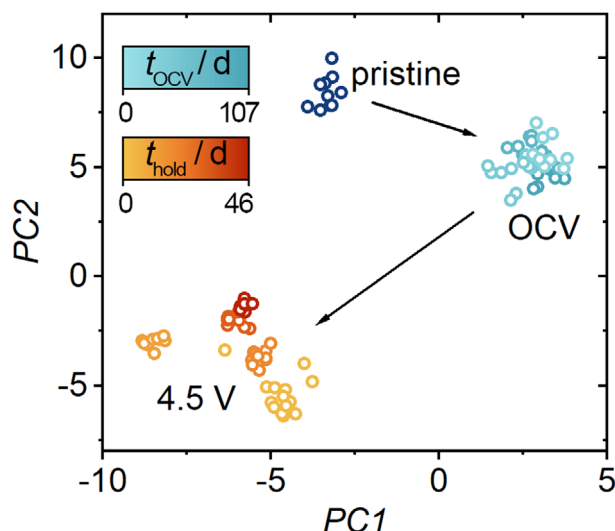 t_OCV / d
0 107
t_hold / d
0 46
pristine
OCV
4.5 V
10
5
0
-5
-10 -5 0 5
PC2
PC1